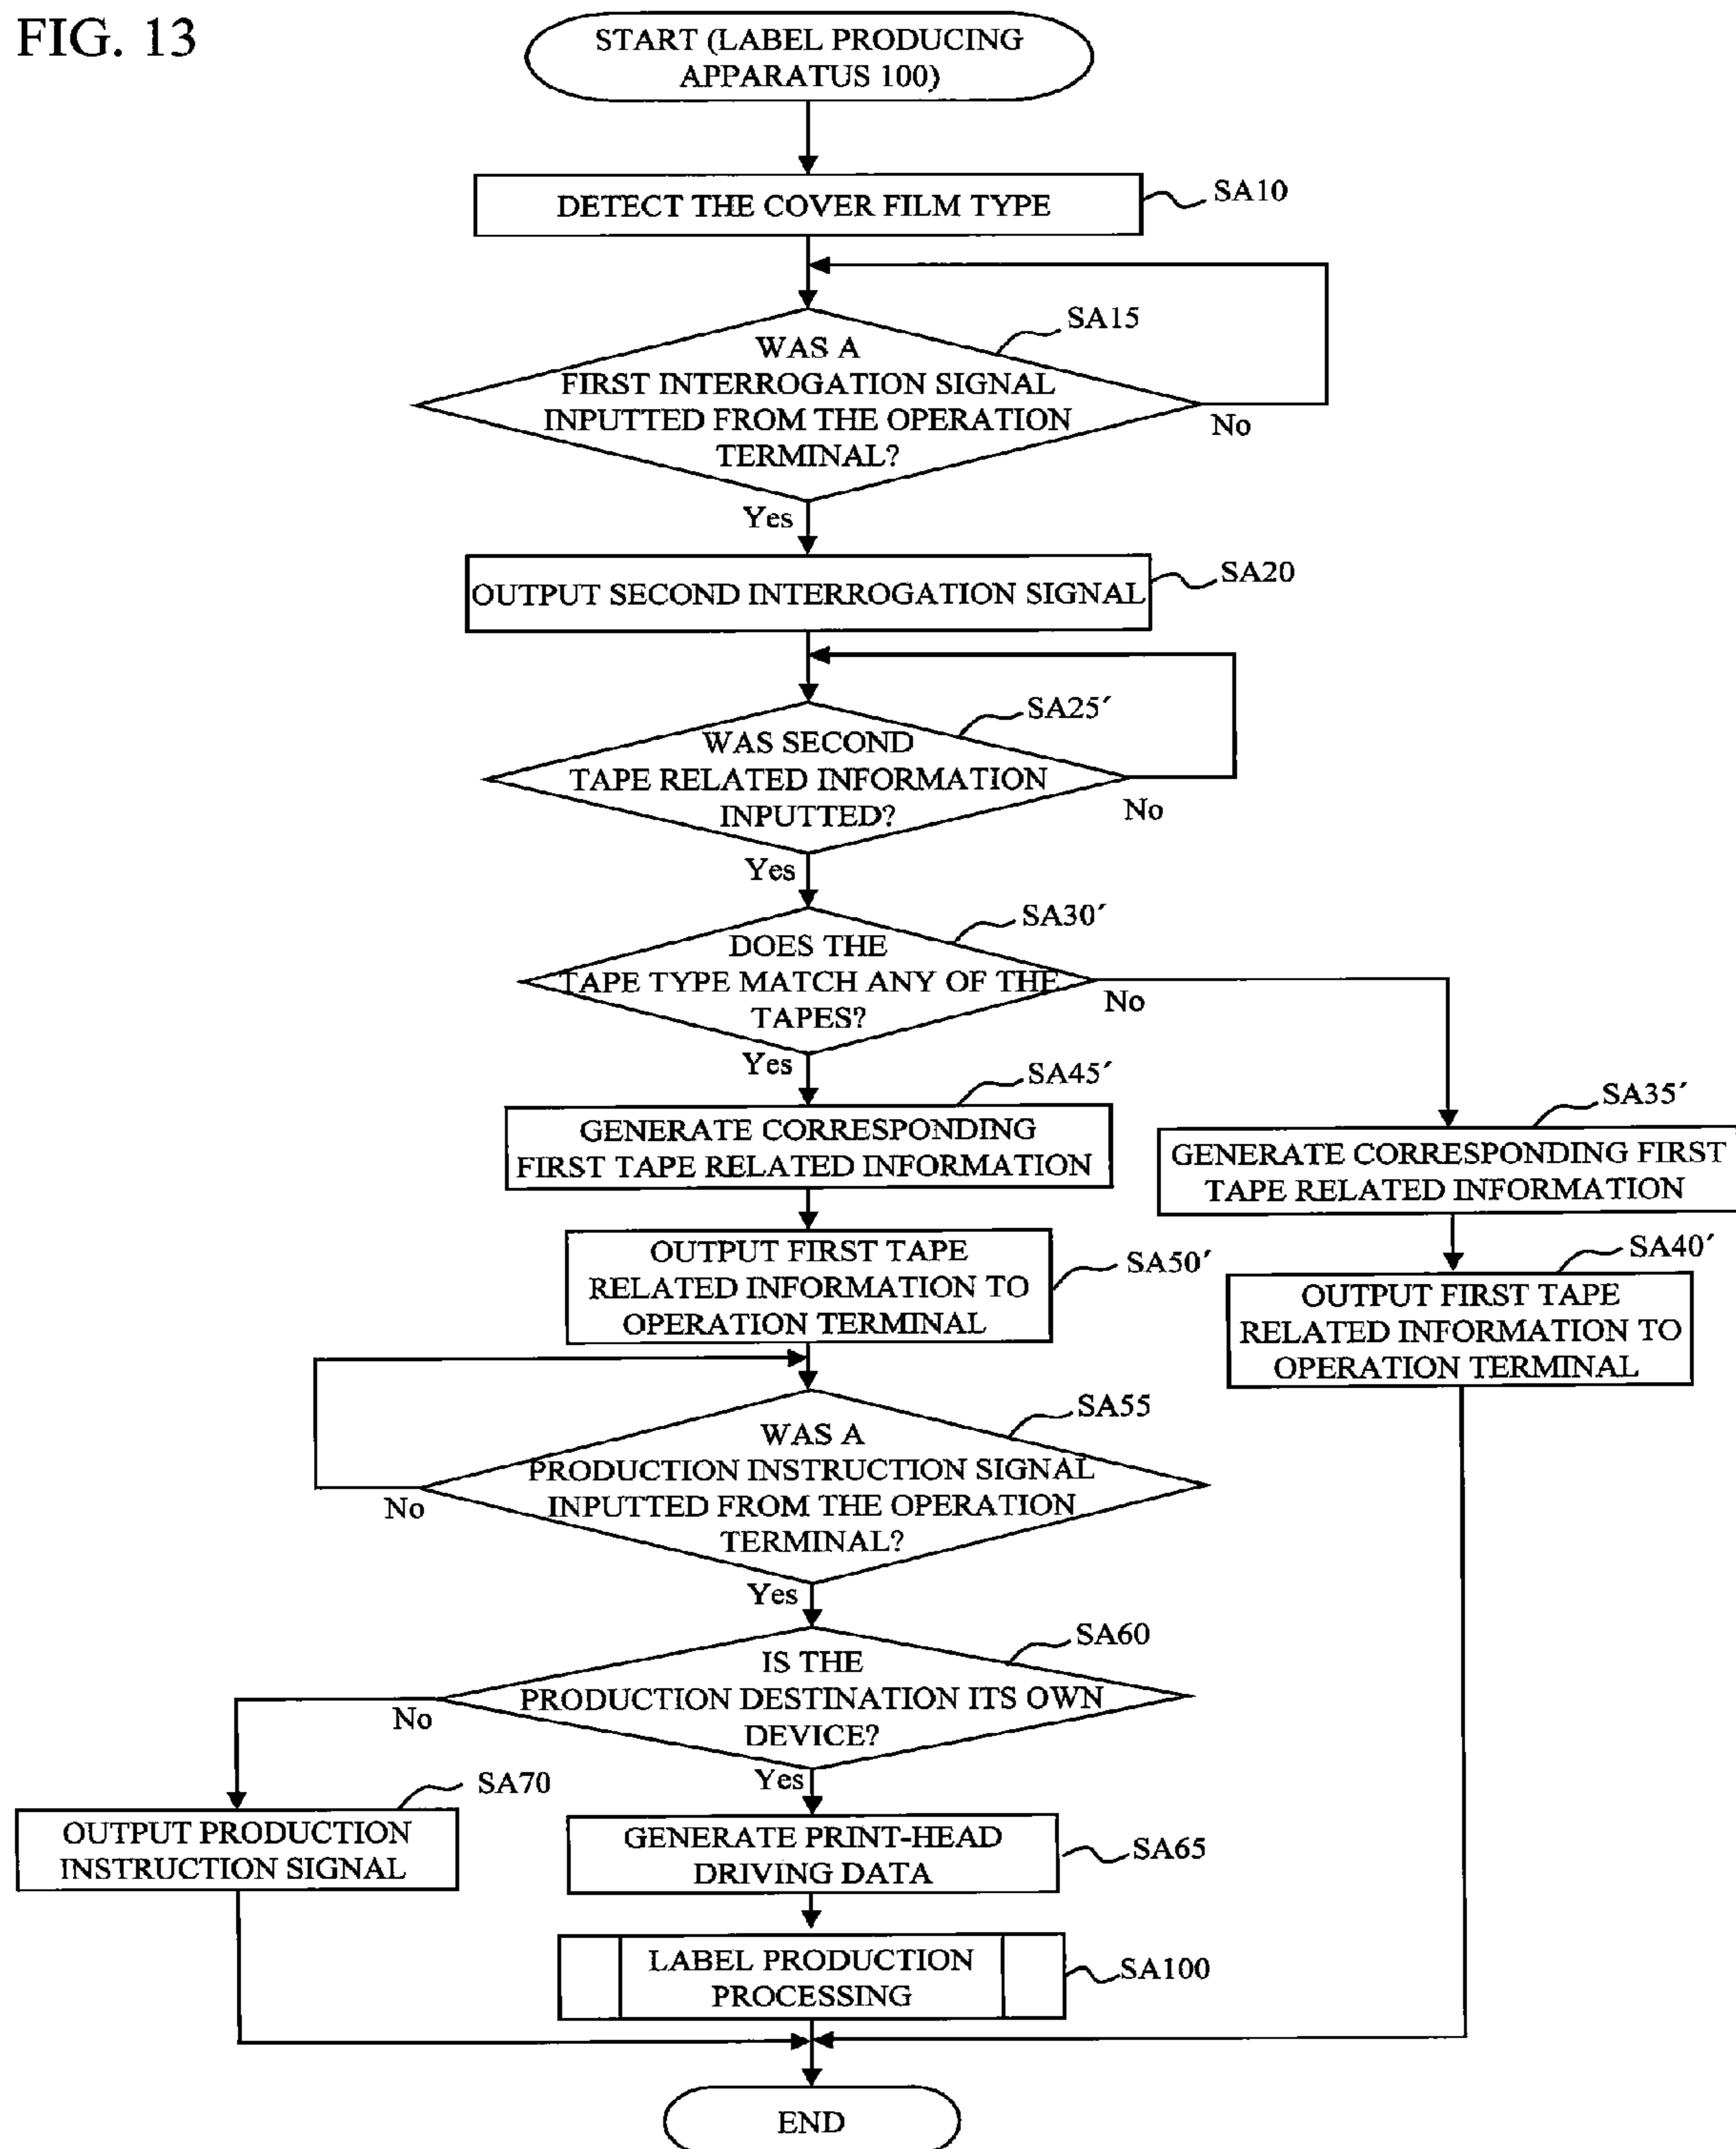 FIG. 13
START (LABEL PRODUCING
APPARATUS 100)
DETECT THE COVER FILM TYPE
SA10
SA15
WAS A
FIRST INTERROGATION SIGNAL
INPUTTED FROM THE OPERATION
TERMINAL?
No
Yes
OUTPUT SECOND INTERROGATION SIGNAL
SA20
SA25´
WAS SECOND
TAPE RELATED INFORMATION
INPUTTED?
No
Yes
SA30´
DOES THE
TAPE TYPE MATCH ANY OF THE
TAPES?
No
Yes
SA45´
GENERATE CORRESPONDING
FIRST TAPE RELATED INFORMATION
SA35´
GENERATE CORRESPONDING FIRST
TAPE RELATED INFORMATION
OUTPUT FIRST TAPE
RELATED INFORMATION TO
OPERATION TERMINAL
SA50´
SA40´
OUTPUT FIRST TAPE
RELATED INFORMATION TO
OPERATION TERMINAL
SA55
WAS A
PRODUCTION INSTRUCTION SIGNAL
INPUTTED FROM THE OPERATION
TERMINAL?
No
Yes
SA60
IS THE
PRODUCTION DESTINATION ITS OWN
DEVICE?
No
Yes
SA70
OUTPUT PRODUCTION
INSTRUCTION SIGNAL
GENERATE PRINT-HEAD
DRIVING DATA
SA65
LABEL PRODUCTION
PROCESSING
SA100
END